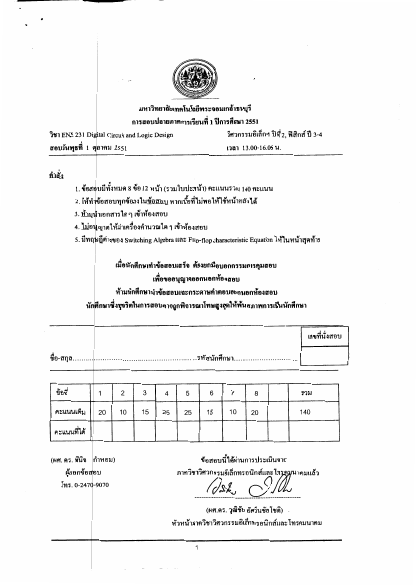 มหาวิทยาลัยเทคโนโลยีพระจอมเกล้าธนบุรี
การสอบปลายภาคการเรียนที่ 1 ปีการศึกษา 2551
วิชา ENE 231 Digital Circuit and Logic Design วิศวกรรมอิเล็กฯ ปีที่ 2, ฟิสิกส์ ปี 3-4
สอบวันพุธที่ 1 ตุลาคม 2551 เวลา 13.00-16.00 น.
คำสั่ง
1. ข้อสอบมีทั้งหมด 8 ข้อ 12 หน้า (รวมใบปะหน้า) คะแนนรวม 140 คะแนน
2. ให้ทำข้อสอบทุกข้อลงในข้อสอบ หากเนื้อที่ไม่พอให้ใช้หน้าหลังได้
3. ห้ามนำเอกสารใด ๆ เข้าห้องสอบ
4. ไม่อนุญาตให้นำเครื่องคำนวณใด ๆ เข้าห้องสอบ
5. มีทฤษฎีต่างของ Switching Algebra และ Flip-flop characteristic Equation ให้ในหน้าสุดท้าย
เมื่อนักศึกษาทำข้อสอบเสร็จ ต้องยกมือบอกกรรมการคุมสอบ
เพื่อขออนุญาตออกนอกห้องสอบ
ห้ามนักศึกษานำข้อสอบและกระดาษคำตอบออกนอกห้องสอบ
นักศึกษาซึ่งทุจริตในการสอบอาจถูกพิจารณาโทษสูงสุดให้พ้นสภาพการเป็นนักศึกษา
เลขที่นั่งสอบ
ชื่อ-สกุล รหัสนักศึกษา
ข้อที่ 1 2 3 4 5 6 7 8 รวม
คะแนนเต็ม 20 10 15 25 25 15 10 20 140
คะแนนที่ได้
(ผศ. ดร. พินิจ กำหอม) ข้อสอบนี้ได้ผ่านการประเมินจาก
ผู้ออกข้อสอบ ภาควิชาวิศวกรรมอิเล็กทรอนิกส์และโทรคมนาคมแล้ว
โทร. 0-2470-9070
(ผศ.ดร. วุฒิชัย อัศวินชัยโชติ)
หัวหน้าภาควิชาวิศวกรรมอิเล็กทรอนิกส์และโทรคมนาคม
1